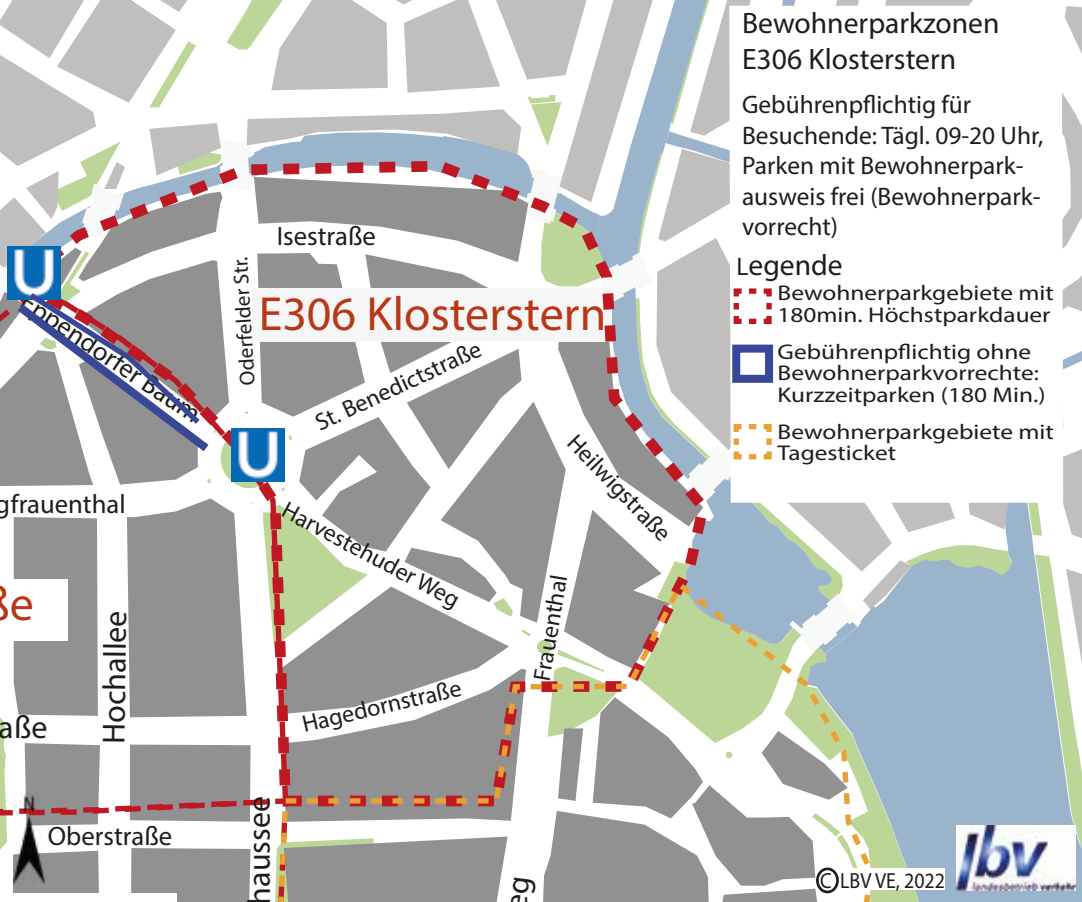 Bewohnerparkzonen
E306 Klosterstern
Gebührenpflichtig für
Besuchende: Tägl. 09-20 Uhr,
Parken mit Bewohnerpark-
ausweis frei (Bewohnerpark-
vorrecht)
Legende
Bewohnerparkgebiete mit
180min. Höchstparkdauer
Gebührenpflichtig ohne
Bewohnerparkvorrechte:
Kurzzeitparken (180 Min.)
Bewohnerparkgebiete mit
Tagesticket
Isestraße
U
Oderfelder Str.
E306 Klosterstern
Eppendorfer Baum
St. Benedictstraße
U
Heilwigstraße
gfrauenthal
Harvestehuder Weg
ße
Hochallee
Frauenthal
Hagedornstraße
aße
N
Oberstraße
haussee
eg
©LBV VE, 2022
lbv
landesbetrieb verkehr